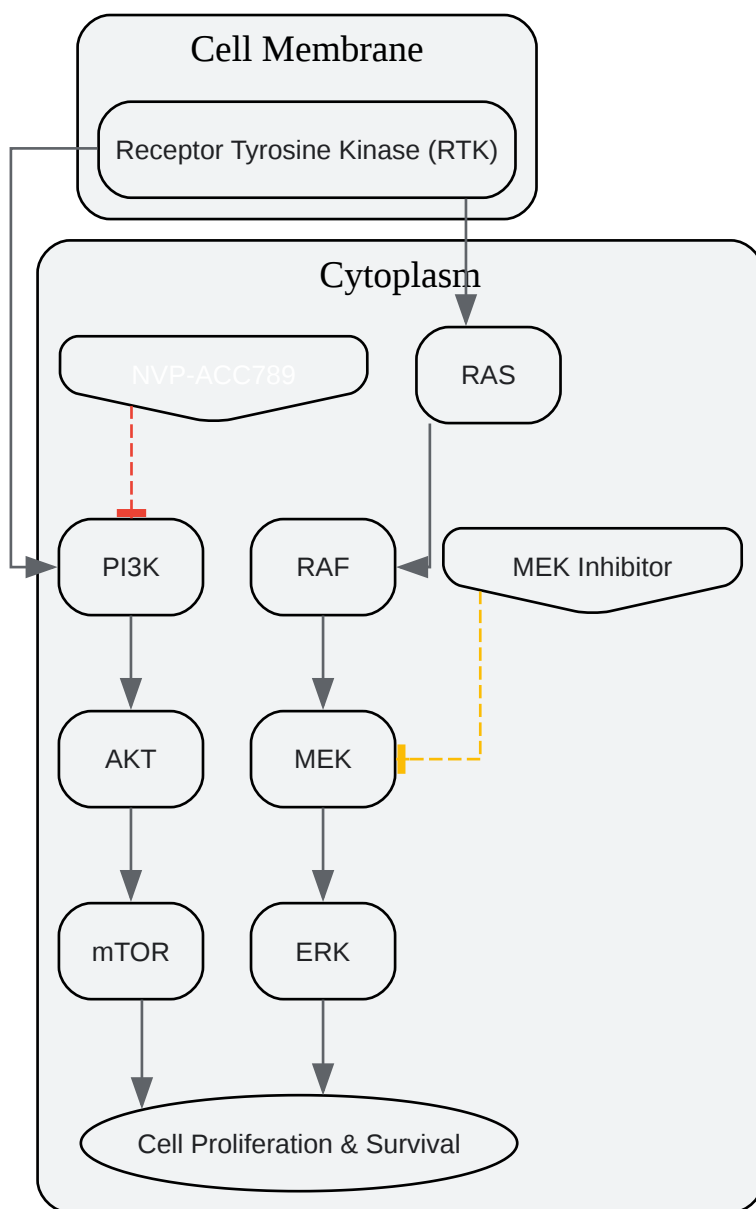 Cell Membrane
Receptor Tyrosine Kinase (RTK)
Cytoplasm
NVP-ACC789
RAS
PI3K
RAF
MEK Inhibitor
AKT
MEK
mTOR
ERK
Cell Proliferation & Survival